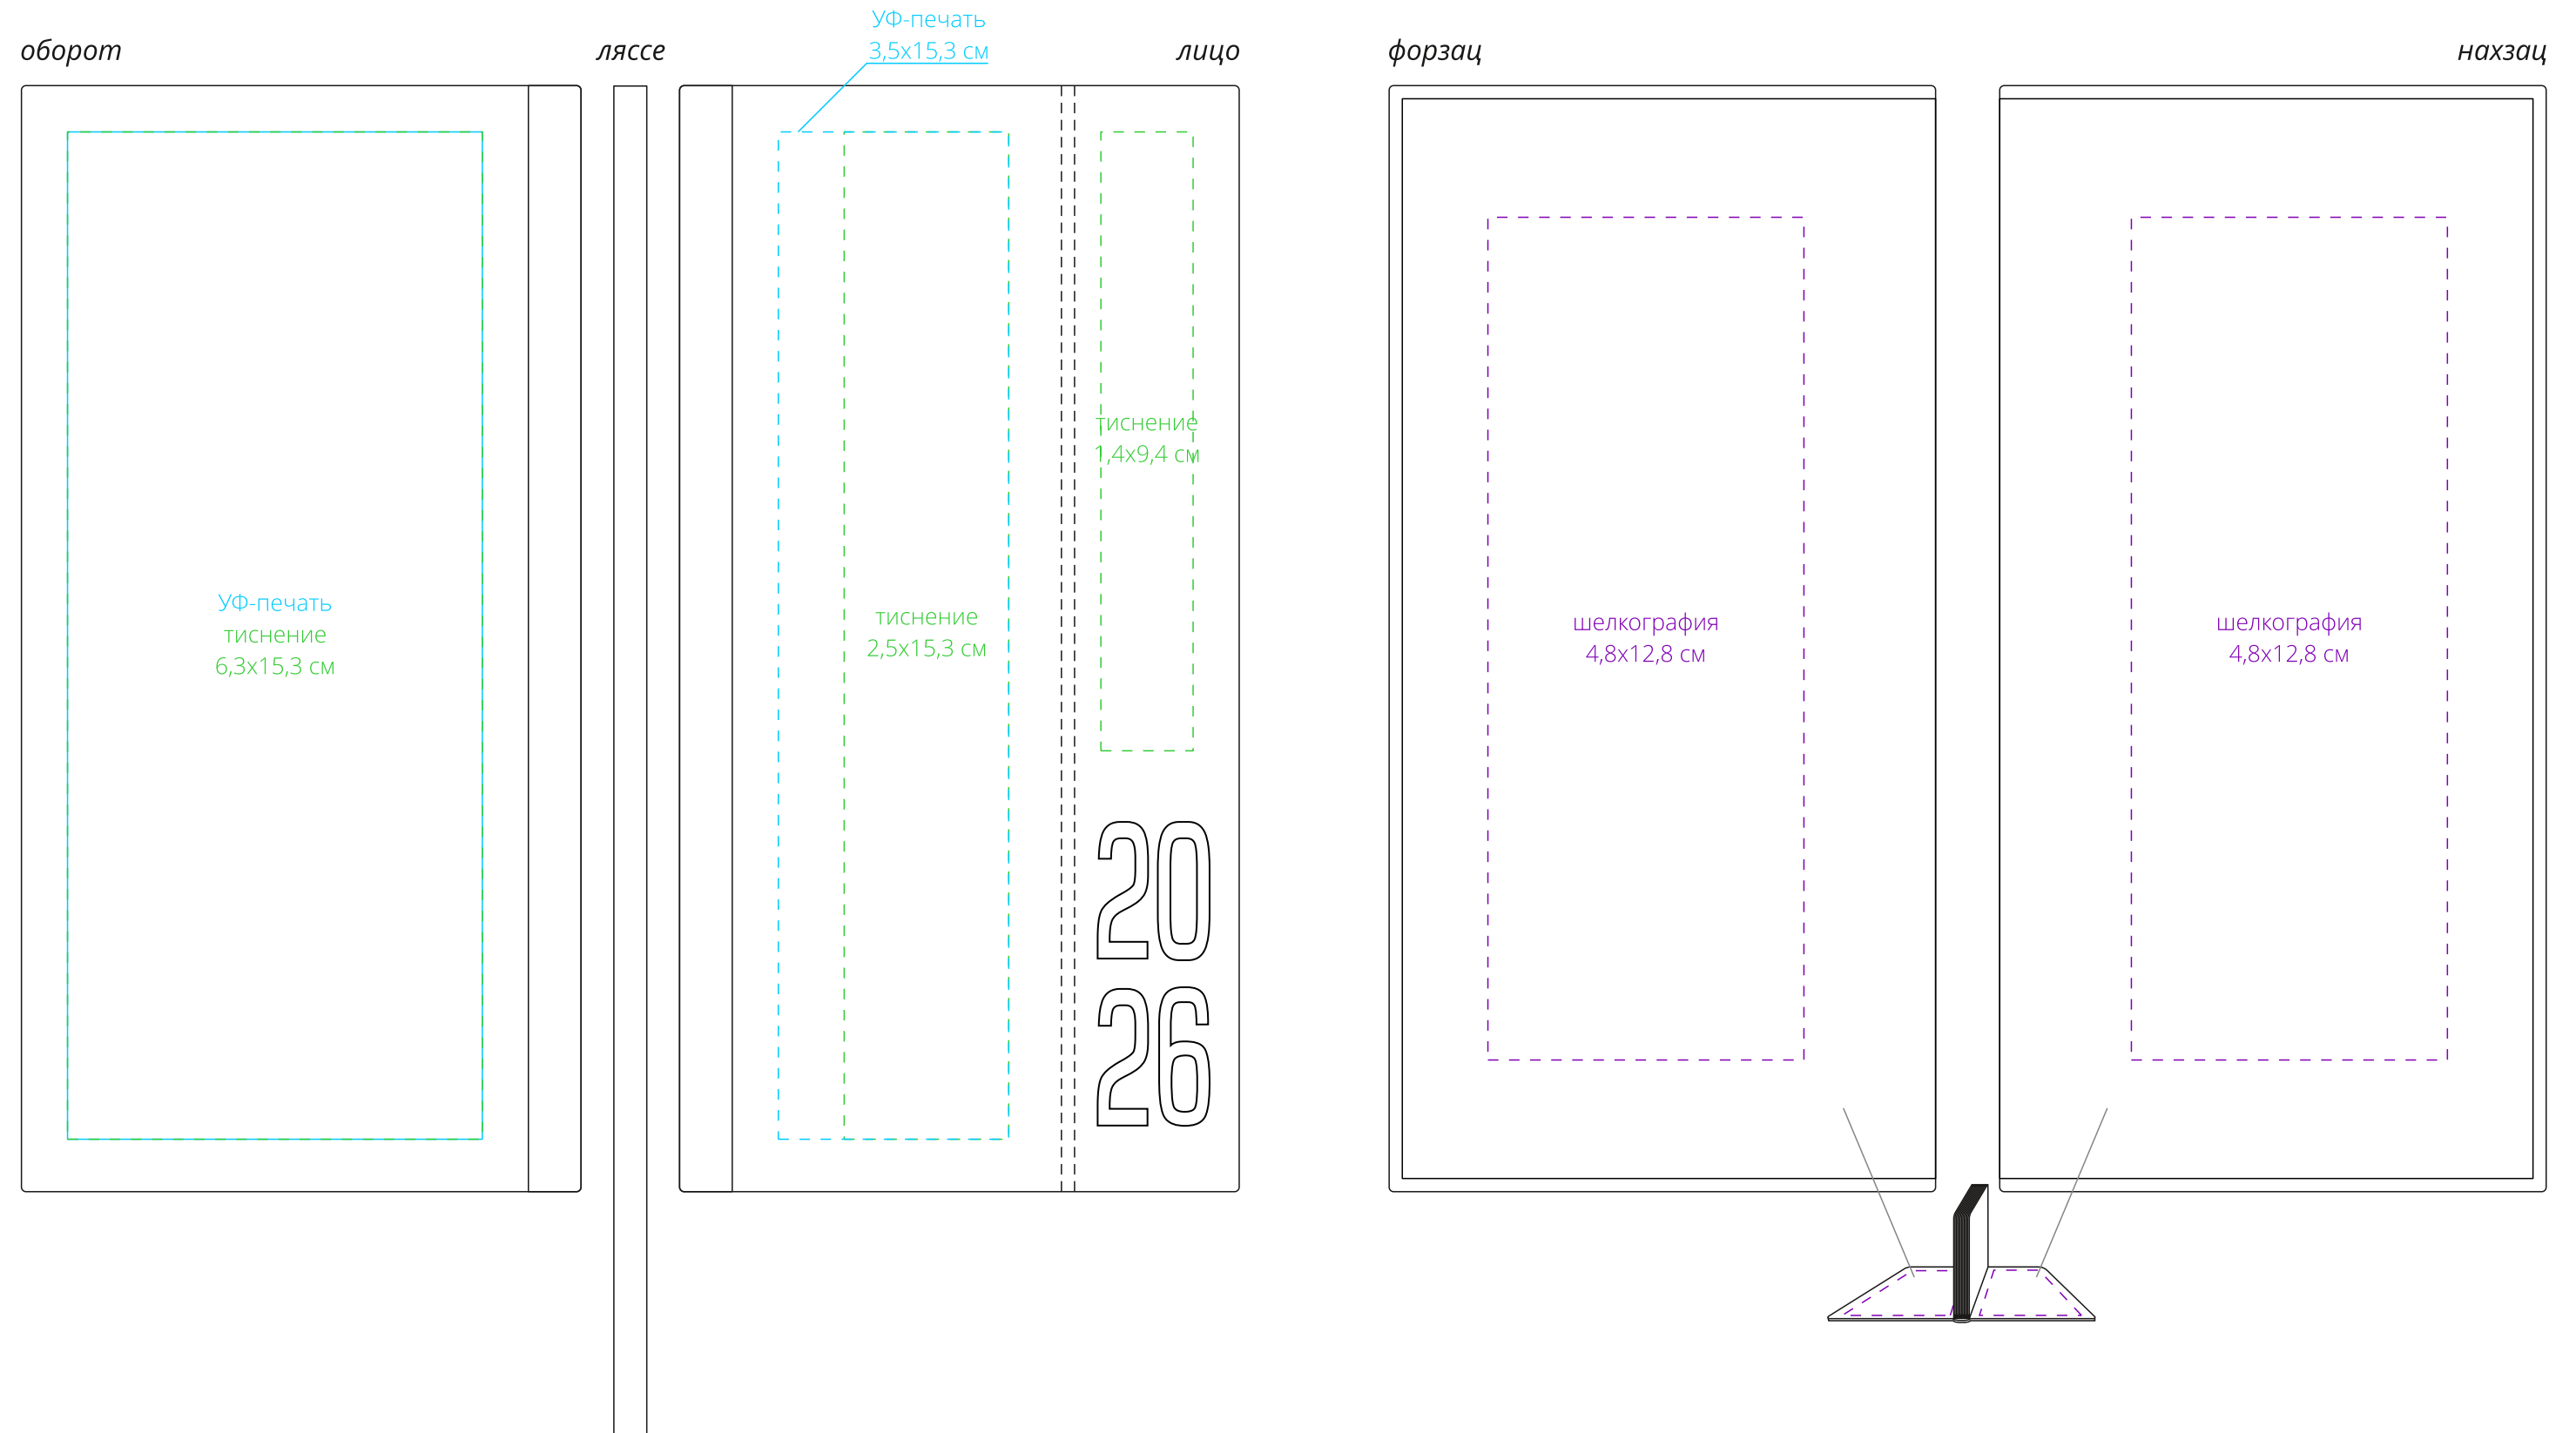 оборот
ляссе
УФ-печать
3,5х15,3 см
лицо
форзац
нахзац
УФ-печать
тиснение
6,3х15,3 см
тиснение
2,5х15,3 см
тиснение
1,4х9,4 см
20
26
шелкография
4,8х12,8 см
шелкография
4,8х12,8 см